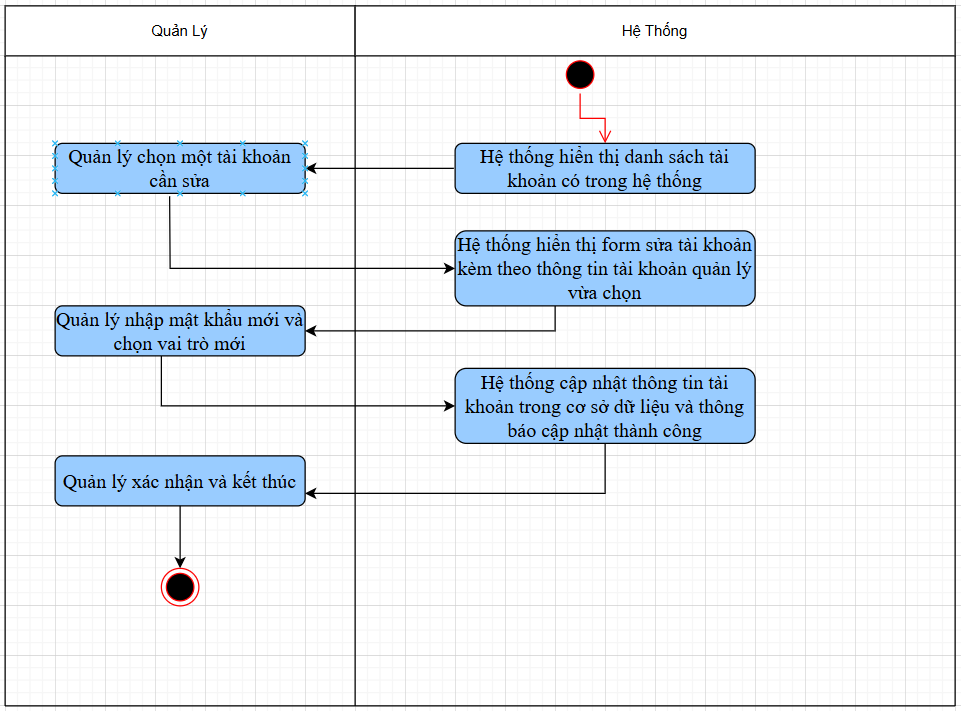 Quản Lý
Hệ Thống
Hệ thống hiển thị danh sách tài
khoản có trong hệ thống
Quản lý chọn một tài khoản
cần sửa
Hệ thống hiển thị form sửa tài khoản
kèm theo thông tin tài khoản quản lý
vừa chọn
Quản lý nhập mật khẩu mới và
chọn vai trò mới
Hệ thống cập nhật thông tin tài
khoản trong cơ sở dữ liệu và thông
báo cập nhật thành công
Quản lý xác nhận và kết thúc